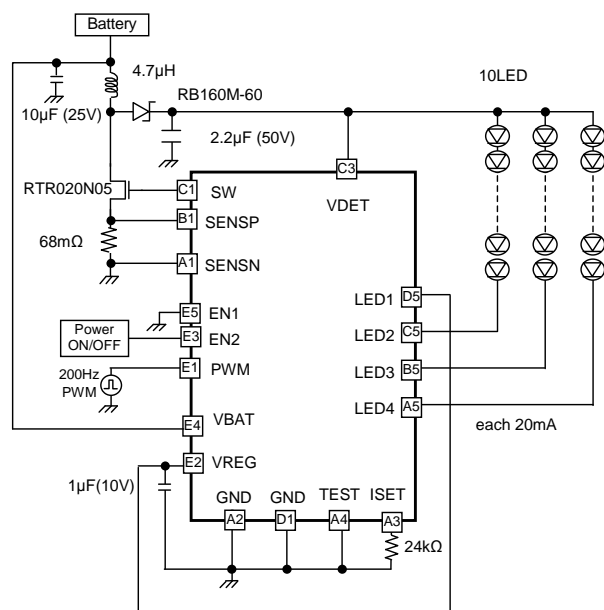 Battery
4.7µH
10µF (25V)
RB160M-60
10LED
2.2µF (50V)
C3
VDET
RTR020N05
C1
SW
B1
SENSP
68mΩ
A1
SENSN
D5
LED1
E5
EN1
Power
ON/OFF
E3
EN2
C5
LED2
E1
PWM
200Hz
PWM
B5
LED3
A5
LED4
each 20mA
E4
VBAT
E2
VREG
1µF(10V)
GND
GND
TEST
ISET
A2
D1
A4
A3
24kΩ